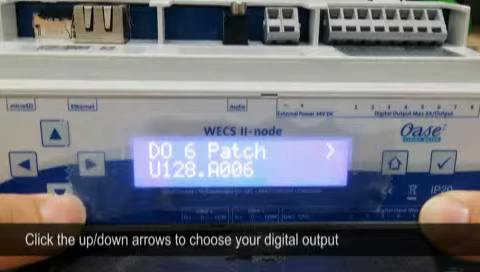 microSD
Ethernet
Audio
External Power 24V DC
1 2 3 4 5 6 7 8
Digital Output Max 2A/Output
WECS II-node
Oase
DO 6 Patch >
U128.A006
IP20
Click the up/down arrows to choose your digital output